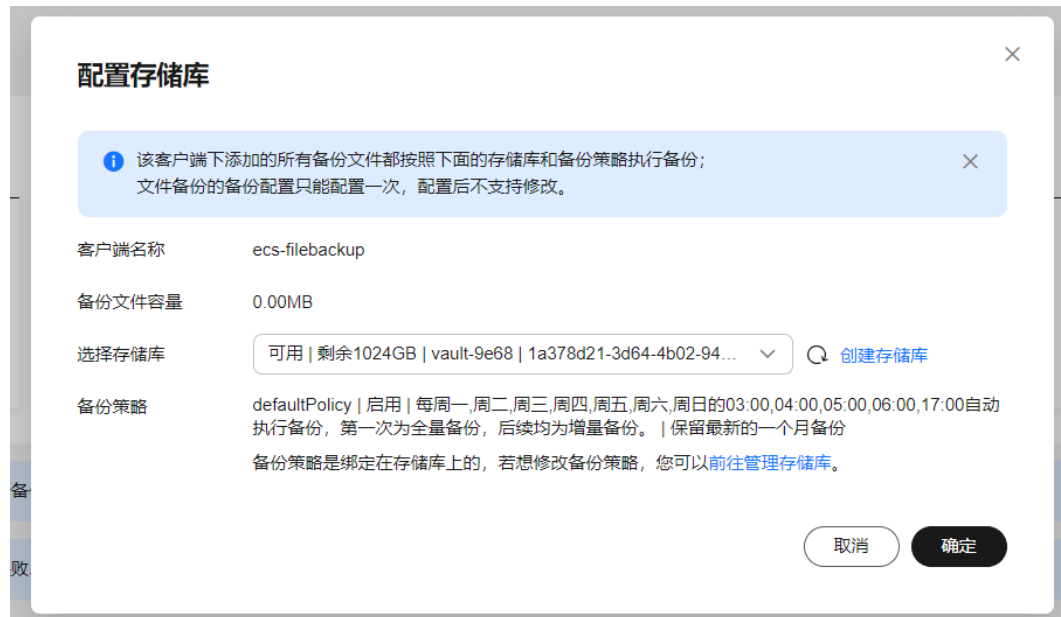 配置存储库
该客户端下添加的所有备份文件都按照下面的存储库和备份策略执行备份；
文件备份的备份配置只能配置一次，配置后不支持修改。
客户端名称 ecs-filebackup
备份文件容量 0.00MB
选择存储库 可用 | 剩余1024GB | vault-9e68 | 1a378d21-3d64-4b02-94... 创建存储库
备份策略 defaultPolicy | 启用 | 每周一,周二,周三,周四,周五,周六,周日的03:00,04:00,05:00,06:00,17:00自动
执行备份，第一次为全量备份，后续均为增量备份。 | 保留最新的一个月备份
备份策略是绑定在存储库上的，若想修改备份策略，您可以前往管理存储库。
备
败
取消 确定